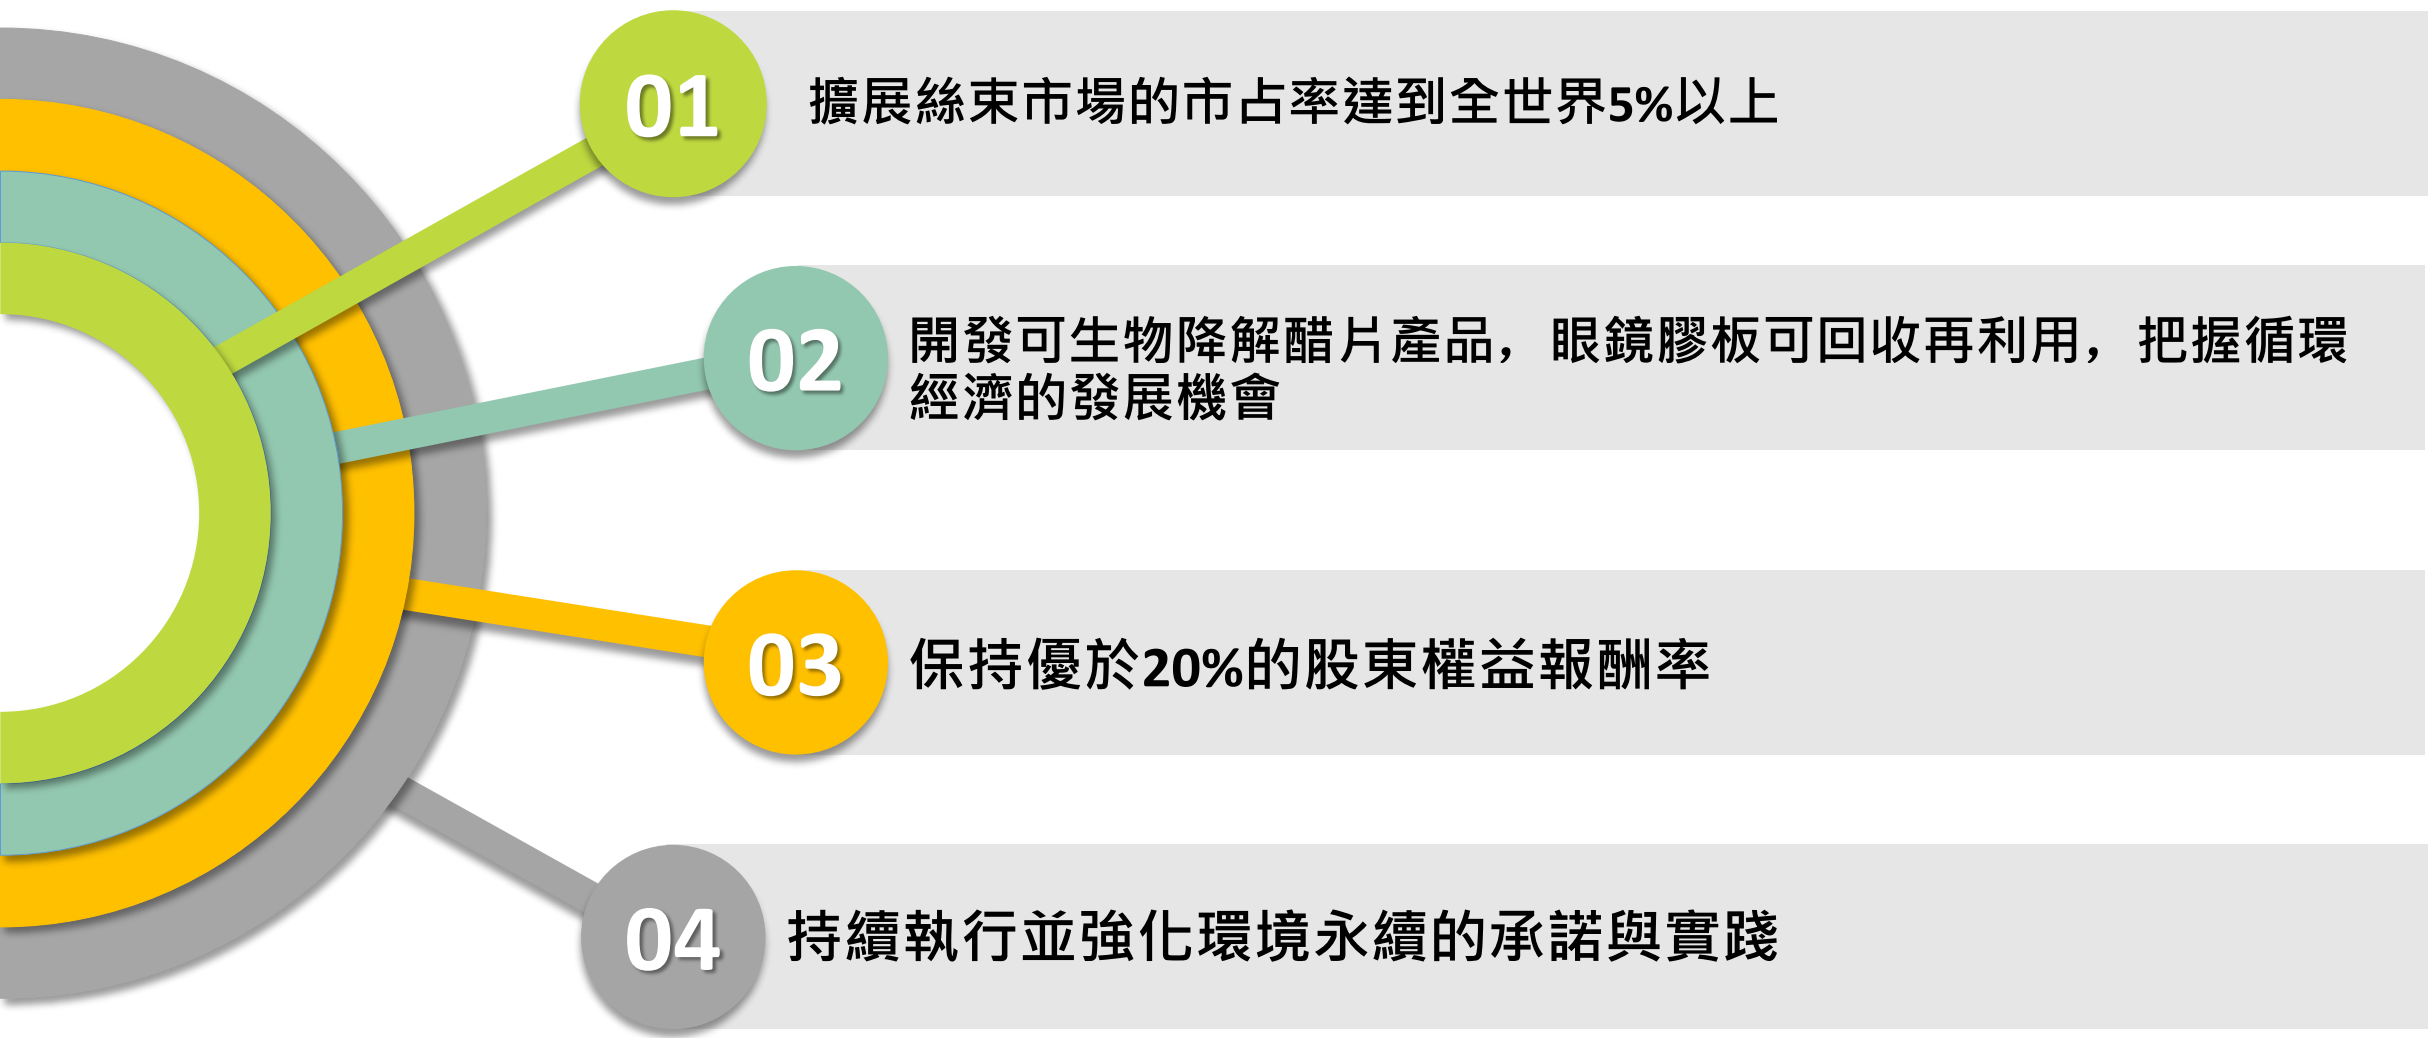 01
擴展絲束市場的市占率達到全世界5%以上
02
開發可生物降解醋片產品，眼鏡膠板可回收再利用，把握循環
經濟的發展機會
03
保持優於20%的股東權益報酬率
04
持續執行並強化環境永續的承諾與實踐